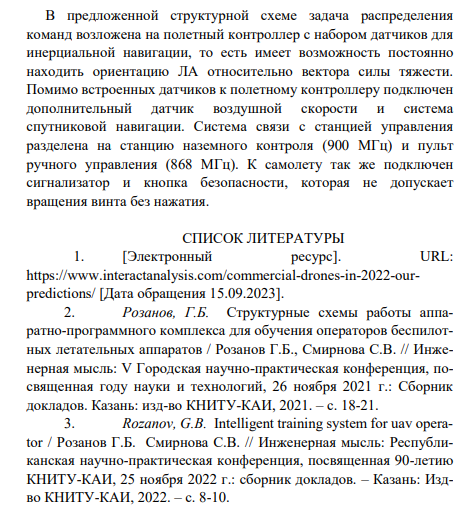 В предложенной структурной схеме задача распределения
команд возложена на полетный контроллер с набором датчиков для
инерциальной навигации, то есть имеет возможность постоянно
находить ориентацию ЛА относительно вектора силы тяжести.
Помимо встроенных датчиков к полетному контроллеру подключен
дополнительный датчик воздушной скорости и система
спутниковой навигации. Система связи с станцией управления
разделена на станцию наземного контроля (900 МГц) и пульт
ручного управления (868 МГц). К самолету так же подключен
сигнализатор и кнопка безопасности, которая не допускает
вращения винта без нажатия.
СПИСОК ЛИТЕРАТУРЫ
1. [Электронный ресурс]. URL:
https://www.interactanalysis.com/commercial-drones-in-2022-our-
predictions/ [Дата обращения 15.09.2023].
2. Розанов, Г.Б. Структурные схемы работы аппа-
ратно-программного комплекса для обучения операторов беспилот-
ных летательных аппаратов / Розанов Г.Б., Смирнова С.В. // Инже-
нерная мысль: V Городская научно-практическая конференция, по-
священная году науки и технологий, 26 ноября 2021 г.: Сборник
докладов. Казань: изд-во КНИТУ-КАИ, 2021. – с. 18-21.
3. Rozanov, G.B. Intelligent training system for uav opera-
tor / Розанов Г.Б. Смирнова С.В. // Инженерная мысль: Республи-
канская научно-практическая конференция, посвященная 90-летию
КНИТУ-КАИ, 25 ноября 2022 г.: сборник докладов. – Казань: Изд-
во КНИТУ-КАИ, 2022. – с. 8-10.